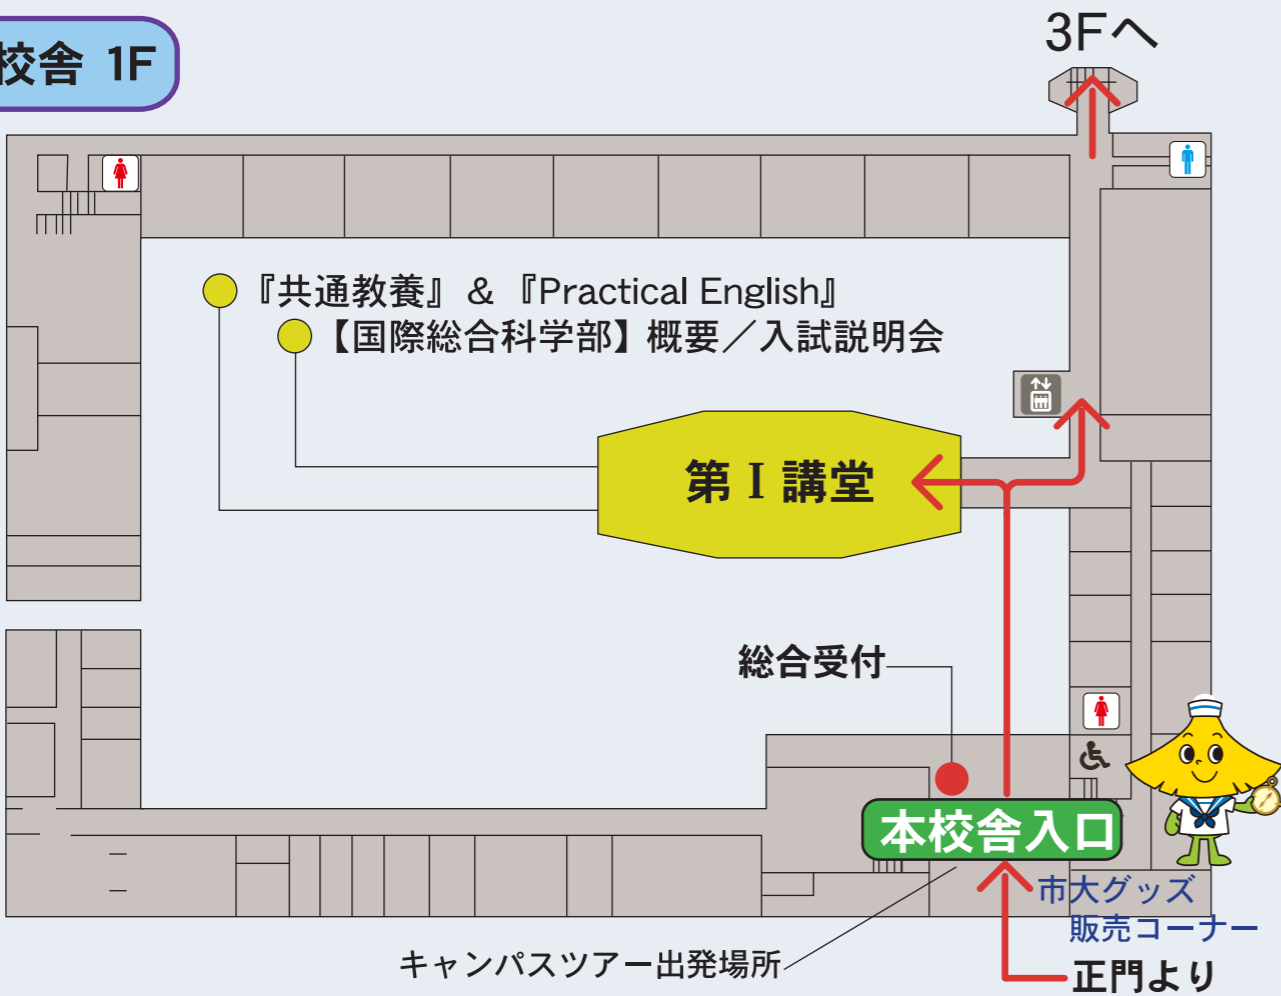 校舎 1F
3Fへ
『共通教養』&『Practical English』
【国際総合科学部】概要／入試説明会
第Ⅰ講堂
総合受付
本校舎入口
市大グッズ
販売コーナー
キャンパスツアー出発場所
正門より